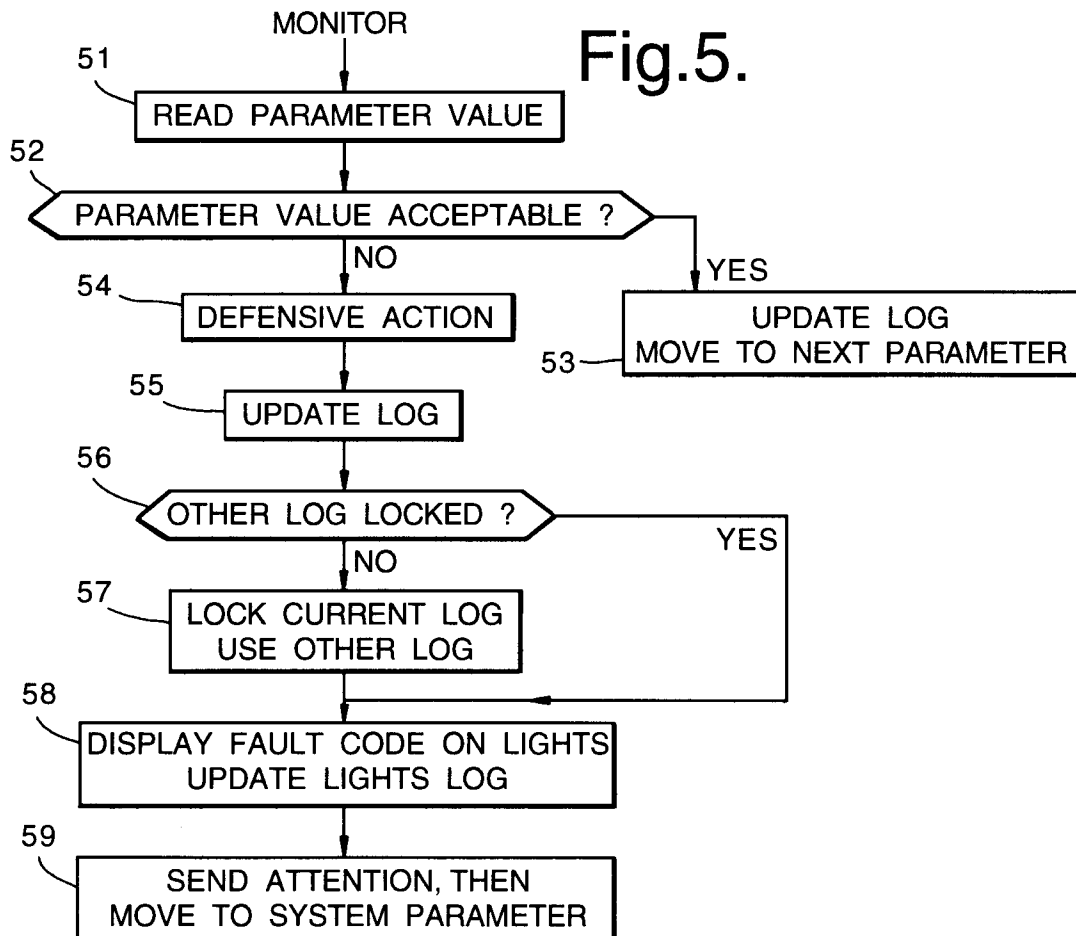 MONITOR
Fig.5.
51
READ PARAMETER VALUE
52
PARAMETER VALUE ACCEPTABLE ?
NO
YES
54
DEFENSIVE ACTION
UPDATE LOG
MOVE TO NEXT PARAMETER
53
55
UPDATE LOG
56
OTHER LOG LOCKED ?
YES
NO
57
LOCK CURRENT LOG
USE OTHER LOG
58
DISPLAY FAULT CODE ON LIGHTS
UPDATE LIGHTS LOG
59
SEND ATTENTION, THEN
MOVE TO SYSTEM PARAMETER